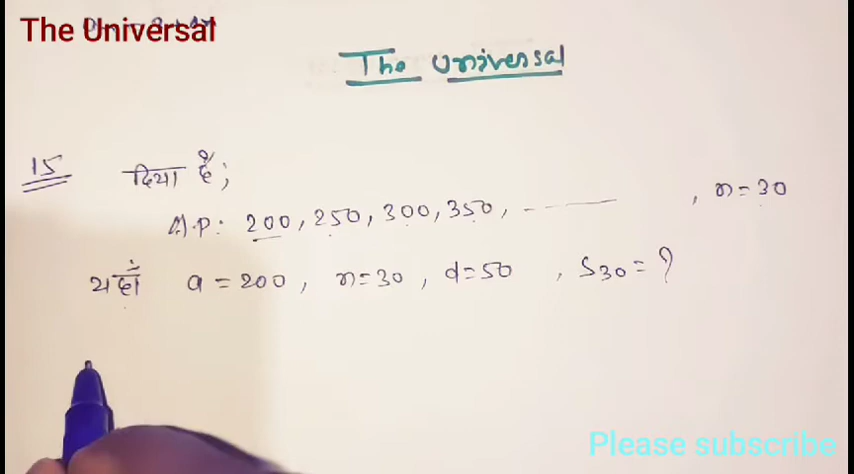 The Universal
The Universal
15 दिया है;
A.P: 200, 250, 300, 350, - - , n=30
यहाँ a = 200, n=30, d=50, S30=?
Please subscribe